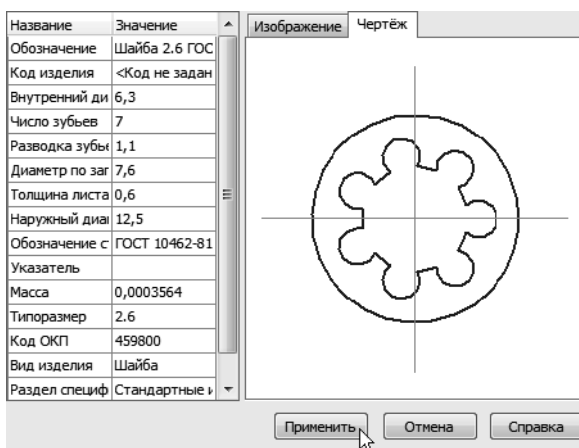 Название Значение
Обозначение Шайба 2.6 ГОС
Код изделия <Код не задан
Внутренний ди 6,3
Число зубьев 7
Разводка зубье 1,1
Диаметр по заг 7,6
Толщина листа 0,6
Наружный диа 12,5
Обозначение с ГОСТ 10462-81
Указатель
Масса 0,0003564
Типоразмер 2.6
Код ОКП 459800
Вид изделия Шайба
Раздел специф Стандартные и
Изображение Чертёж
Применить Отмена Справка